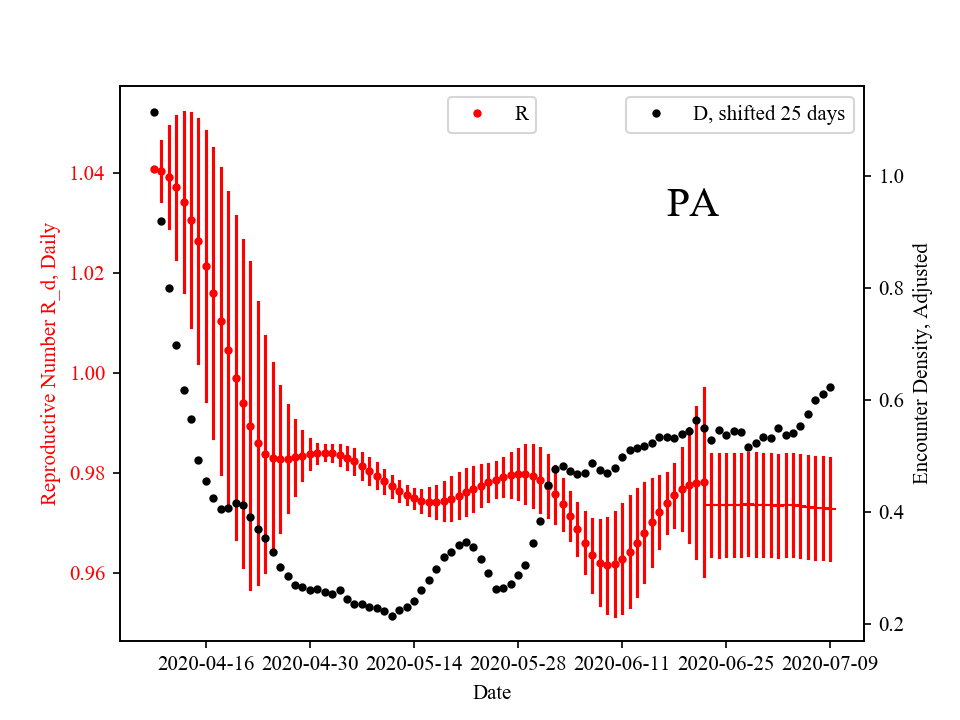 R
D, shifted 25 days
PA
Reproductive Number R_d, Daily
1.04
1.02
1.00
0.98
0.96
1.0
0.8
0.6
0.4
0.2
Encounter Density, Adjusted
2020-04-16 2020-04-30 2020-05-14 2020-05-28 2020-06-11 2020-06-25 2020-07-09
Date